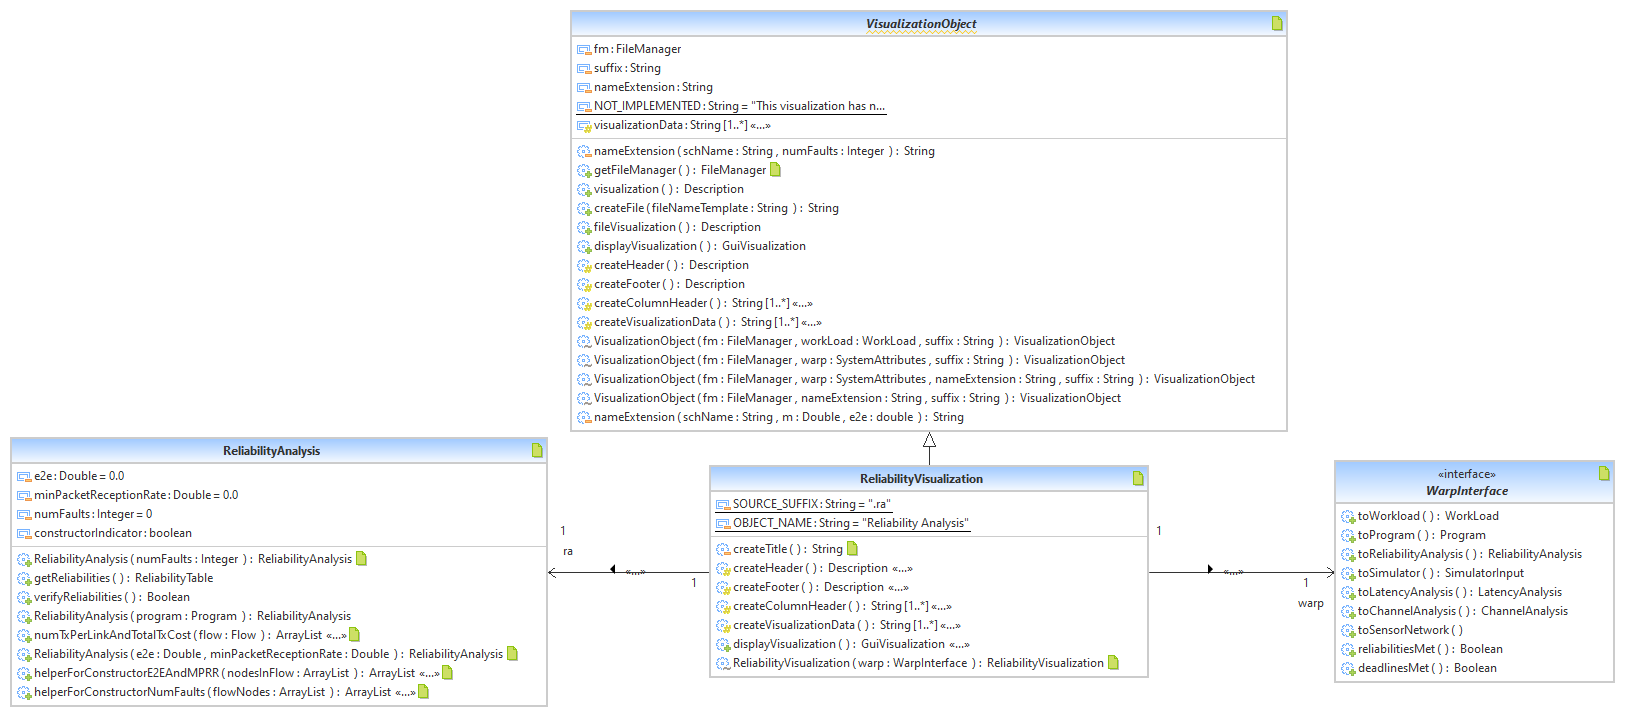 VisualizationObject
fm : FileManager
suffix : String
nameExtension : String
NOT_IMPLEMENTED : String = "This visualization has n...
visualizationData : String [1..*] «...»
nameExtension ( schName : String , numFaults : Integer ) : String
getFileManager ( ) : FileManager
visualization ( ) : Description
createFile ( fileNameTemplate : String ) : String
fileVisualization ( ) : Description
displayVisualization ( ) : GuiVisualization
createHeader ( ) : Description
createFooter ( ) : Description
createColumnHeader ( ) : String [1..*] «...»
createVisualizationData ( ) : String [1..*] «...»
VisualizationObject ( fm : FileManager , workLoad : WorkLoad , suffix : String ) : VisualizationObject
VisualizationObject ( fm : FileManager , warp : SystemAttributes , suffix : String ) : VisualizationObject
VisualizationObject ( fm : FileManager , warp : SystemAttributes , nameExtension : String , suffix : String ) : VisualizationObject
VisualizationObject ( fm : FileManager , nameExtension : String , suffix : String ) : VisualizationObject
nameExtension ( schName : String , m : Double , e2e : double ) : String
ReliabilityAnalysis
e2e : Double = 0.0
minPacketReceptionRate : Double = 0.0
numFaults : Integer = 0
constructorIndicator : boolean
ReliabilityAnalysis ( numFaults : Integer ) : ReliabilityAnalysis
getReliabilities ( ) : ReliabilityTable
verifyReliabilities ( ) : Boolean
ReliabilityAnalysis ( program : Program ) : ReliabilityAnalysis
numTxPerLinkAndTotalTxCost ( flow : Flow ) : ArrayList «...»
ReliabilityAnalysis ( e2e : Double , minPacketReceptionRate : Double ) : ReliabilityAnalysis
helperForConstructorE2EAndMPRR ( nodesInFlow : ArrayList ) : ArrayList «...»
helperForConstructorNumFaults ( flowNodes : ArrayList ) : ArrayList «...»
1
ra
«...»
1
ReliabilityVisualization
SOURCE_SUFFIX : String = ".ra"
OBJECT_NAME : String = "Reliability Analysis"
createTitle ( ) : String
createHeader ( ) : Description «...»
createFooter ( ) : Description «...»
createColumnHeader ( ) : String [1..*] «...»
createVisualizationData ( ) : String [1..*] «...»
displayVisualization ( ) : GuiVisualization «...»
ReliabilityVisualization ( warp : WarpInterface ) : ReliabilityVisualization
1
«...»
1
warp
«interface»
WarpInterface
toWorkload ( ) : WorkLoad
toProgram ( ) : Program
toReliabilityAnalysis ( ) : ReliabilityAnalysis
toSimulator ( ) : SimulatorInput
toLatencyAnalysis ( ) : LatencyAnalysis
toChannelAnalysis ( ) : ChannelAnalysis
toSensorNetwork ( )
reliabilitiesMet ( ) : Boolean
deadlinesMet ( ) : Boolean